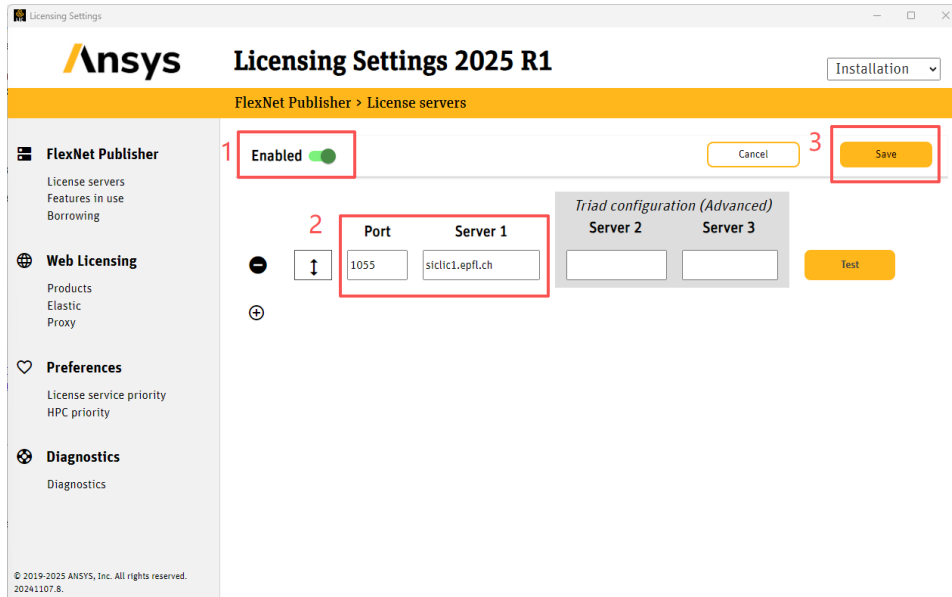 Licensing Settings
Ansys
Licensing Settings 2025 R1
Installation
FlexNet Publisher > License servers
FlexNet Publisher
License servers
Features in use
Borrowing
Web Licensing
Products
Elastic
Proxy
Preferences
License service priority
HPC priority
Diagnostics
Diagnostics
© 2019-2025 ANSYS, Inc. All rights reserved.
20241107.8.
1
Enabled
Cancel
3
Save
Triad configuration (Advanced)
2
Port
Server 1
Server 2
Server 3
1055
siclic1.epfl.ch
Test